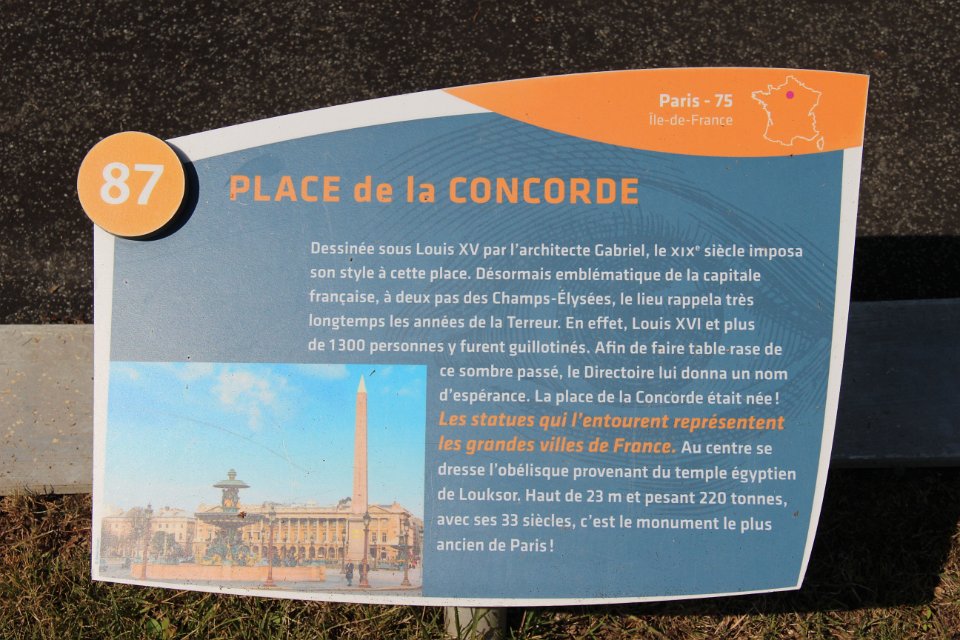 Paris - 75
Île-de-France
87
PLACE de la CONCORDE
Dessinée sous Louis XV par l'architecte Gabriel, le XIXe siècle imposa
son style à cette place. Désormais emblématique de la capitale
française, à deux pas des Champs-Élysées, le lieu rappela très
longtemps les années de la Terreur. En effet, Louis XVI et plus
de 1300 personnes y furent guillotinés. Afin de faire table rase de
ce sombre passé, le Directoire lui donna un nom
d'espérance. La place de la Concorde était née !
Les statues qui l'entourent représentent
les grandes villes de France. Au centre se
dresse l'obélisque provenant du temple égyptien
de Louksor. Haut de 23 m et pesant 220 tonnes,
avec ses 33 siècles, c'est le monument le plus
ancien de Paris !